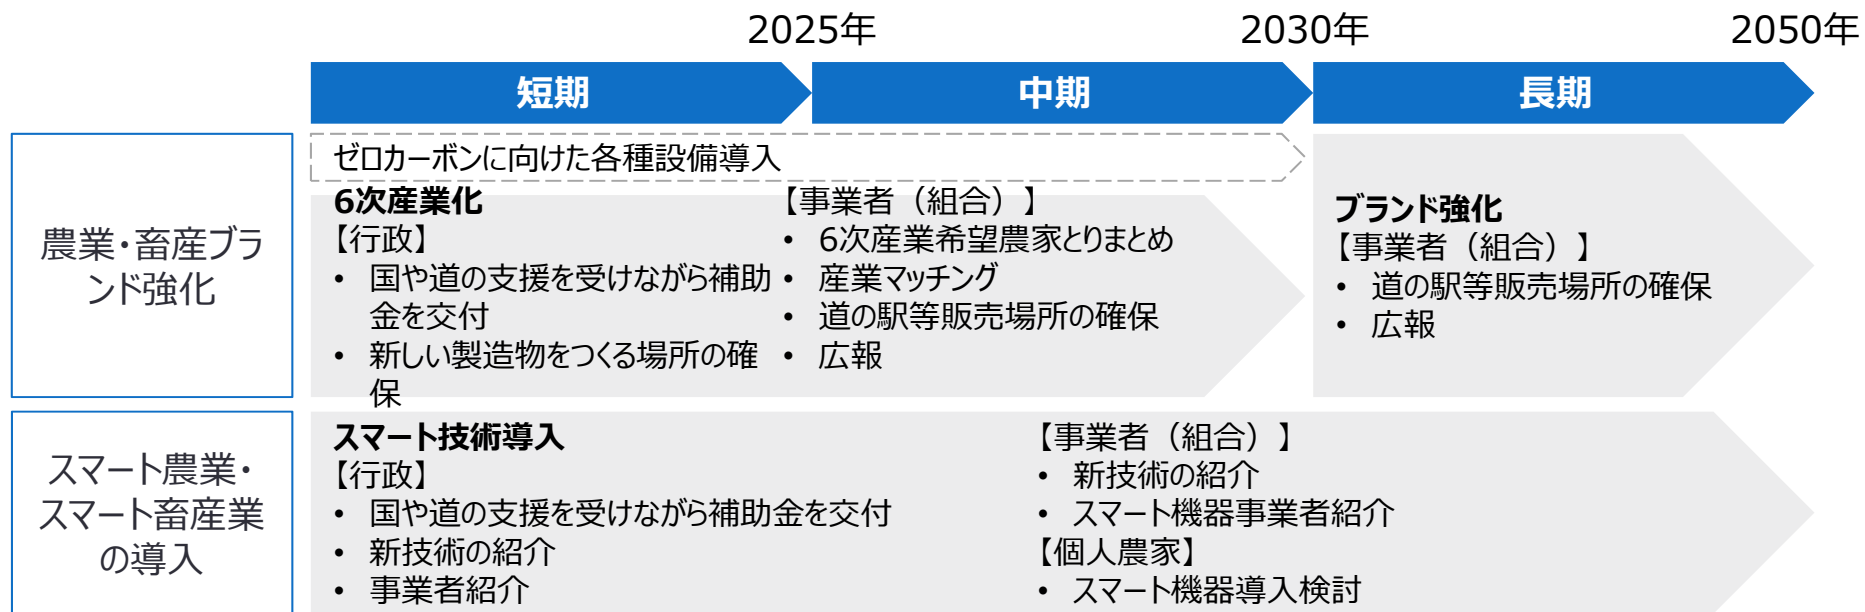 2025年
2030年
2050年
短期
中期
長期
農業・畜産ブラ
ンド強化
ゼロカーボンに向けた各種設備導入
6次産業化
【行政】
• 国や道の支援を受けながら補助
金を交付
• 新しい製造物をつくる場所の確
保
【事業者（組合）】
• 6次産業希望農家とりまとめ
• 産業マッチング
• 道の駅等販売場所の確保
• 広報
ブランド強化
【事業者（組合）】
• 道の駅等販売場所の確保
• 広報
スマート農業・
スマート畜産業
の導入
スマート技術導入
【行政】
• 国や道の支援を受けながら補助金を交付
• 新技術の紹介
• 事業者紹介
【事業者（組合）】
• 新技術の紹介
• スマート機器事業者紹介
【個人農家】
• スマート機器導入検討